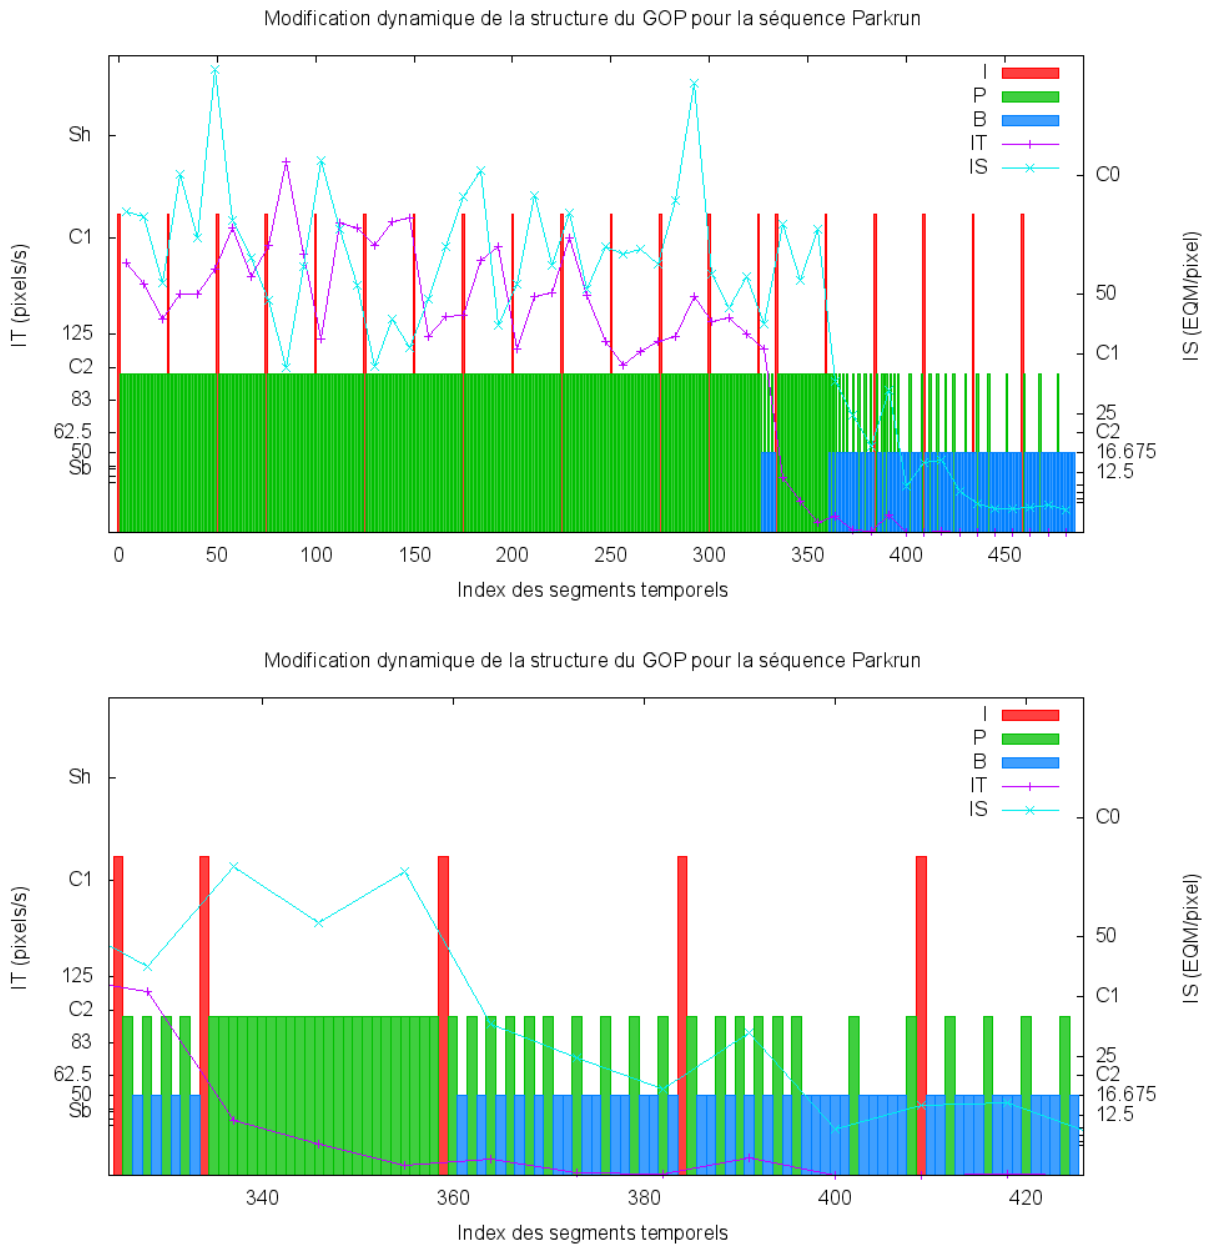 Modification dynamique de la structure du GOP pour la séquence Parkrun
I
P
B
IT
IS
Sh
C1
125
C2
83
62.5
50
Sb
IT (pixels/s)
C0
50
C1
25
C2
16.675
12.5
IS (EQM/pixel)
0 50 100 150 200 250 300 350 400 450
Index des segments temporels
Modification dynamique de la structure du GOP pour la séquence Parkrun
I
P
B
IT
IS
Sh
C1
125
C2
83
62.5
50
Sb
IT (pixels/s)
C0
50
C1
25
C2
16.675
12.5
IS (EQM/pixel)
340 360 380 400 420
Index des segments temporels